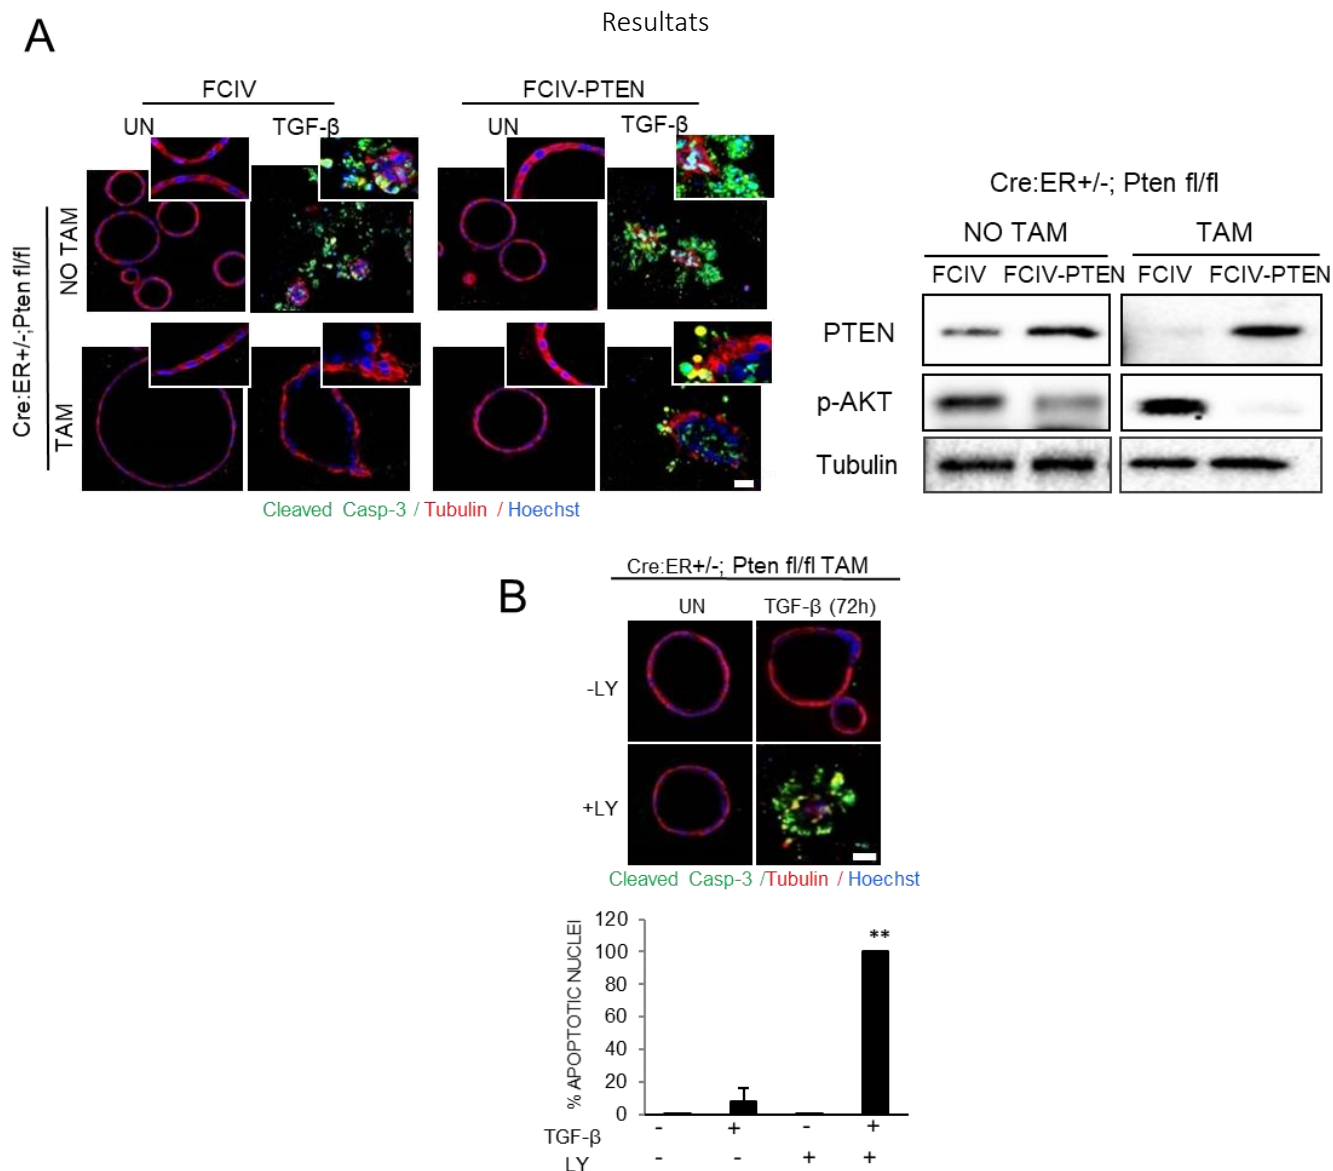 Resultats
A
FCIV FCIV-PTEN
UN TGF-β UN TGF-β
Cre:ER+/-;Pten fl/fl
NO TAM
TAM
Cleaved Casp-3 / Tubulin / Hoechst
Cre:ER+/-; Pten fl/fl
NO TAM TAM
FCIV FCIV-PTEN FCIV FCIV-PTEN
PTEN
p-AKT
Tubulin
B
Cre:ER+/-; Pten fl/fl TAM
UN TGF-β (72h)
-LY
+LY
Cleaved Casp-3 /Tubulin / Hoechst
% APOPTOTIC NUCLEI
120
100
80
60
40
20
0
**
TGF-β - + - +
LY - - + +